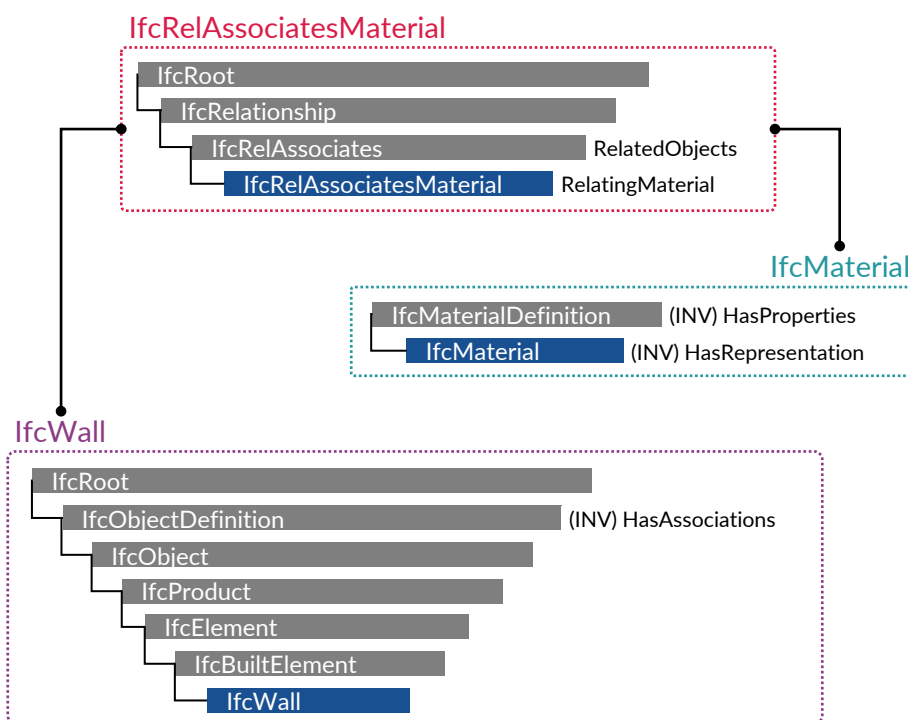 IfcRelAssociatesMaterial
IfcRoot
IfcRelationship
IfcRelAssociates RelatedObjects
IfcRelAssociatesMaterial RelatingMaterial
IfcMaterial
IfcMaterialDefinition (INV) HasProperties
IfcMaterial (INV) HasRepresentation
IfcWall
IfcRoot
IfcObjectDefinition (INV) HasAssociations
IfcObject
IfcProduct
IfcElement
IfcBuiltElement
IfcWall